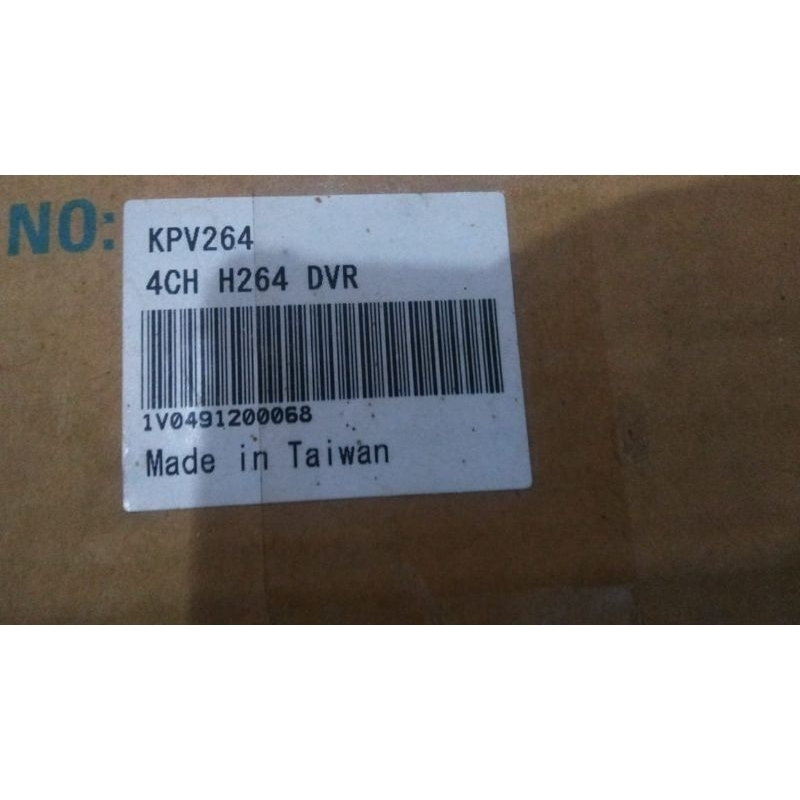 NO:
KPV264
4CH H264 DVR
1V0491200068
Made in Taiwan